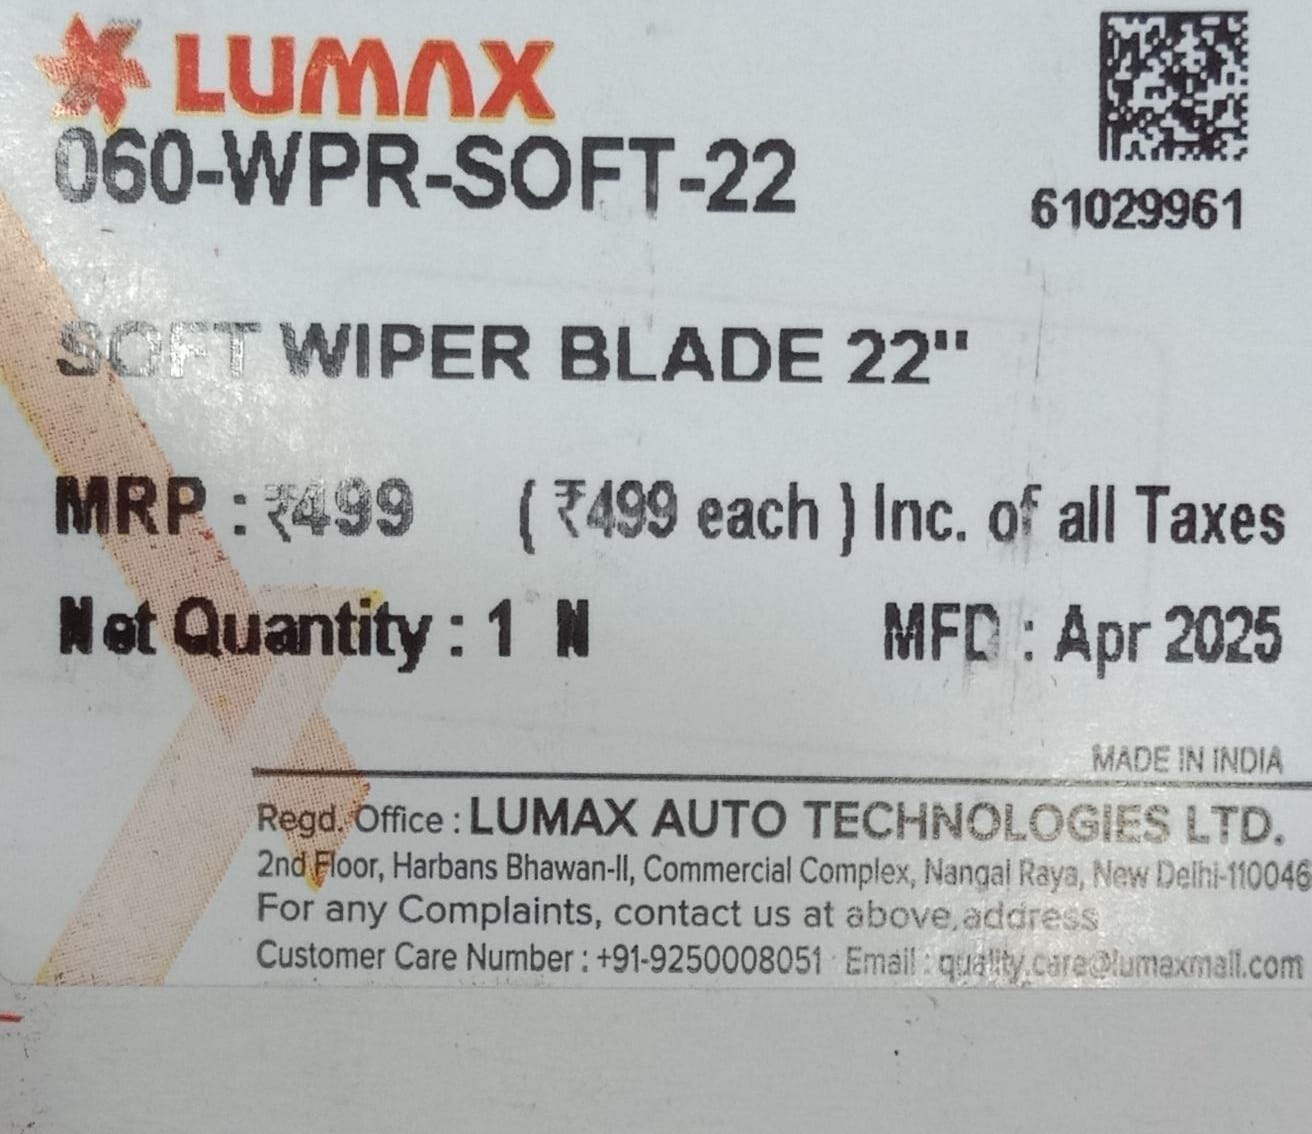 LUMAX
060-WPR-SOFT-22
61029961
SOFT WIPER BLADE 22"
MRP : ₹499 ( ₹499 each ) Inc. of all Taxes
Net Quantity : 1 N
MFD : Apr 2025
MADE IN INDIA
Regd. Office : LUMAX AUTO TECHNOLOGIES LTD.
2nd Floor, Harbans Bhawan-II, Commercial Complex, Nangal Raya, New Delhi-110046
For any Complaints, contact us at above,address
Customer Care Number : +91-9250008051 Email : quality.care@lumaxmail.com